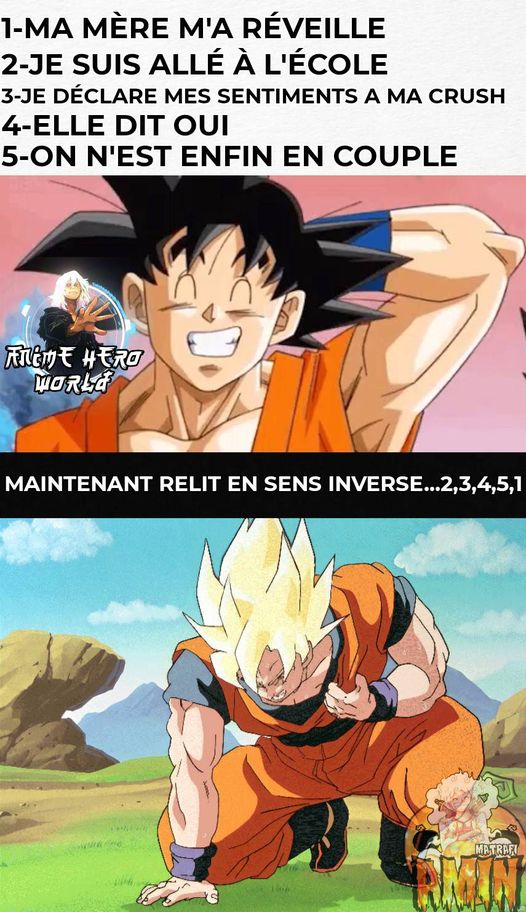 1-MA MÈRE M'A RÉVEILLE
2-JE SUIS ALLÉ À L'ÉCOLE
3-JE DÉCLARE MES SENTIMENTS A MA CRUSH
4-ELLE DIT OUI
5-ON N'EST ENFIN EN COUPLE
ANIME HERO
WORLD
MAINTENANT RELIT EN SENS INVERSE...2,3,4,5,1
MATRAFI
AMIN